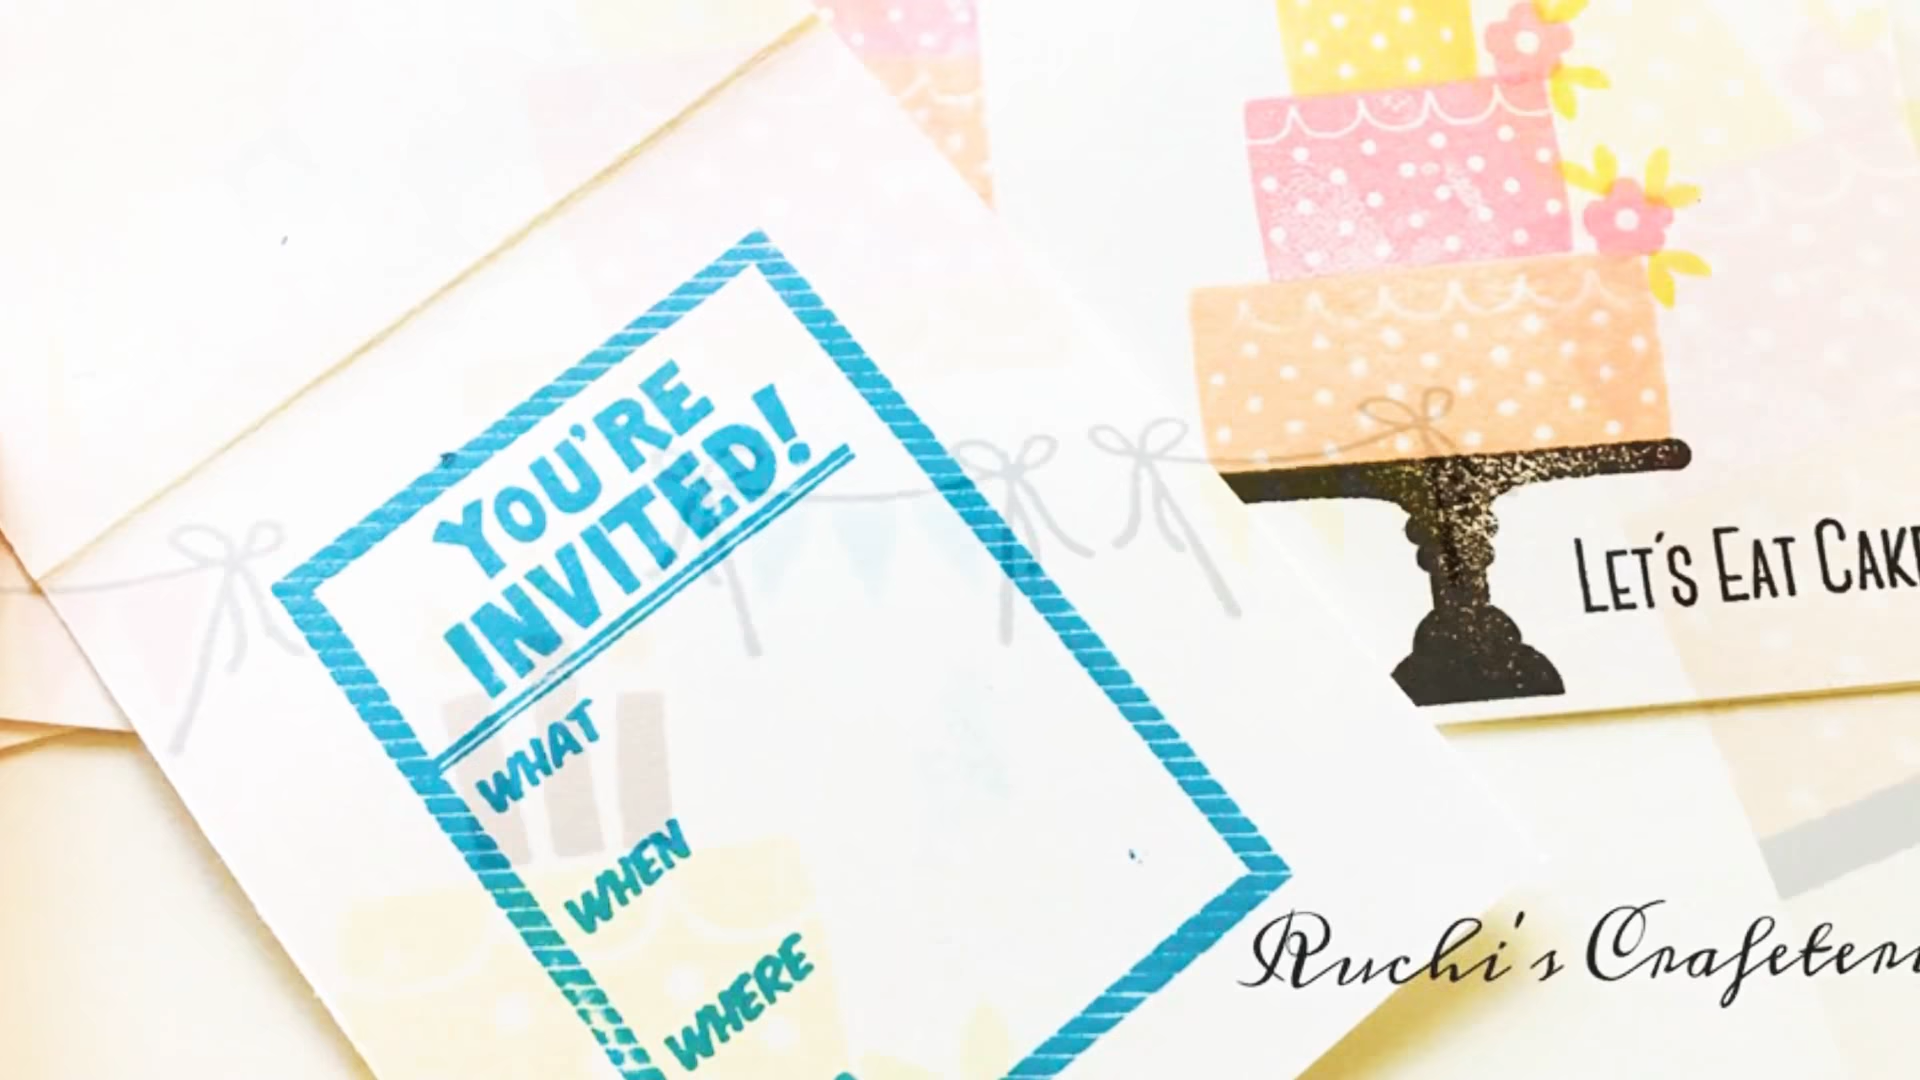 YOU'RE
INVITED!
WHAT
WHEN
WHERE
LET'S EAT CAKE
Ruchi's Crafeteri